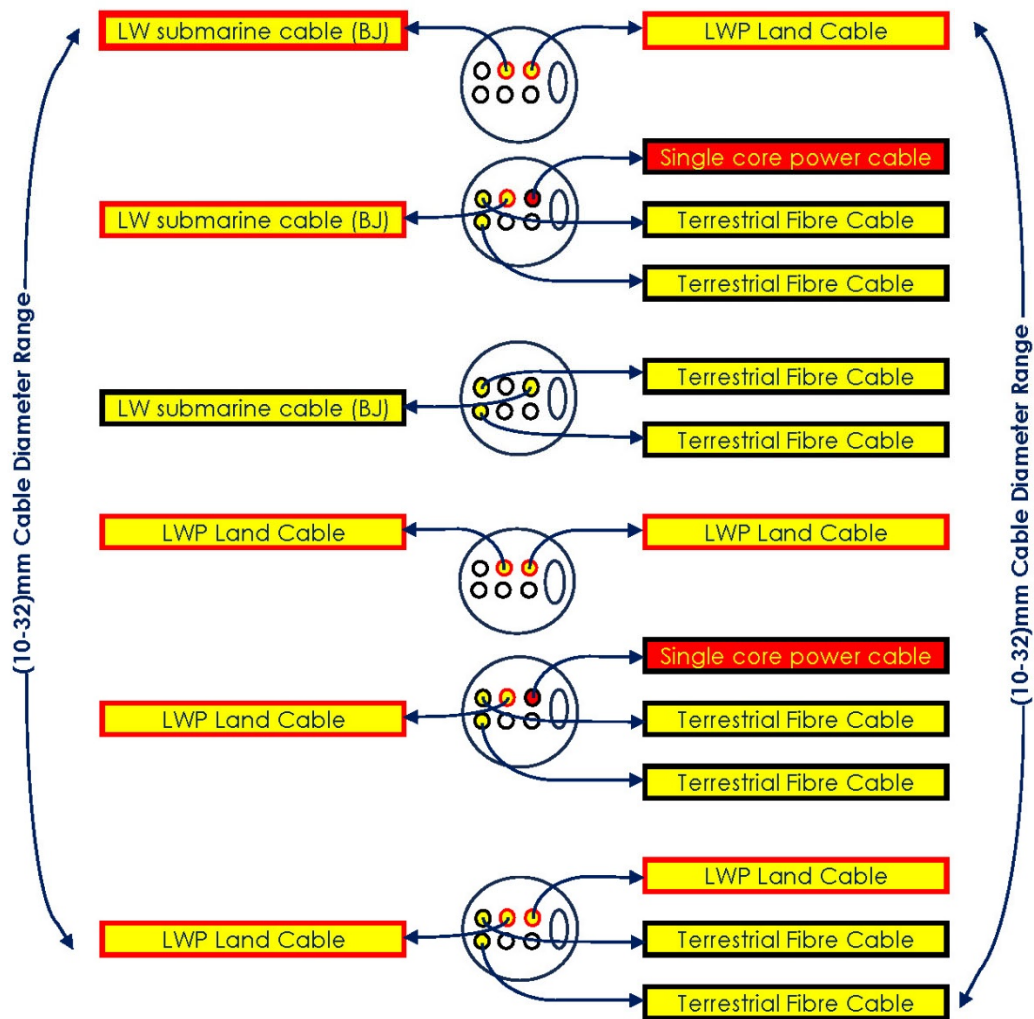 LW submarine cable (BJ)
LWP Land Cable
Single core power cable
LW submarine cable (BJ)
Terrestrial Fibre Cable
Terrestrial Fibre Cable
(10-32)mm Cable Diameter Range
(10-32)mm Cable Diameter Range
Terrestrial Fibre Cable
LW submarine cable (BJ)
Terrestrial Fibre Cable
LWP Land Cable
LWP Land Cable
Single core power cable
LWP Land Cable
Terrestrial Fibre Cable
Terrestrial Fibre Cable
LWP Land Cable
LWP Land Cable
Terrestrial Fibre Cable
Terrestrial Fibre Cable